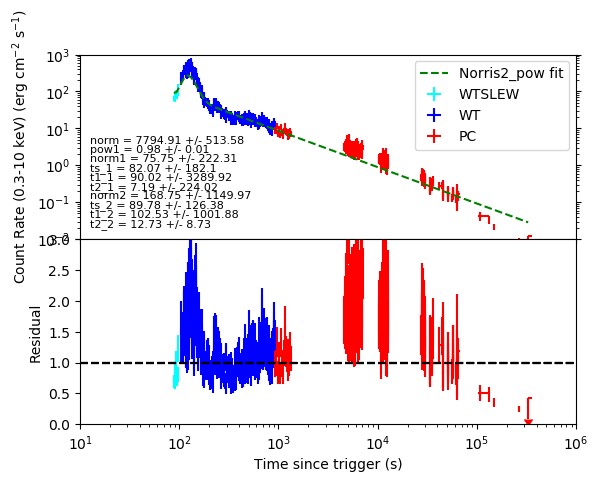 Count Rate (0.3-10 keV) (erg cm⁻² s⁻¹)
10³
10²
10¹
10⁰
10⁻¹
10⁻²
Norris2_pow fit
WTSLEW
WT
PC
norm = 7794.91 +/- 513.58
pow1 = 0.98 +/- 0.01
norm1 = 75.75 +/- 222.31
ts_1 = 82.07 +/- 182.1
t1_1 = 90.02 +/- 3289.92
t2_1 = 7.19 +/- 224.02
norm2 = 168.75 +/- 1149.97
ts_2 = 89.78 +/- 126.38
t1_2 = 102.53 +/- 1001.88
t2_2 = 12.73 +/- 8.73
Residual
3.0
2.5
2.0
1.5
1.0
0.5
0.0
10¹ 10² 10³ 10⁴ 10⁵ 10⁶
Time since trigger (s)